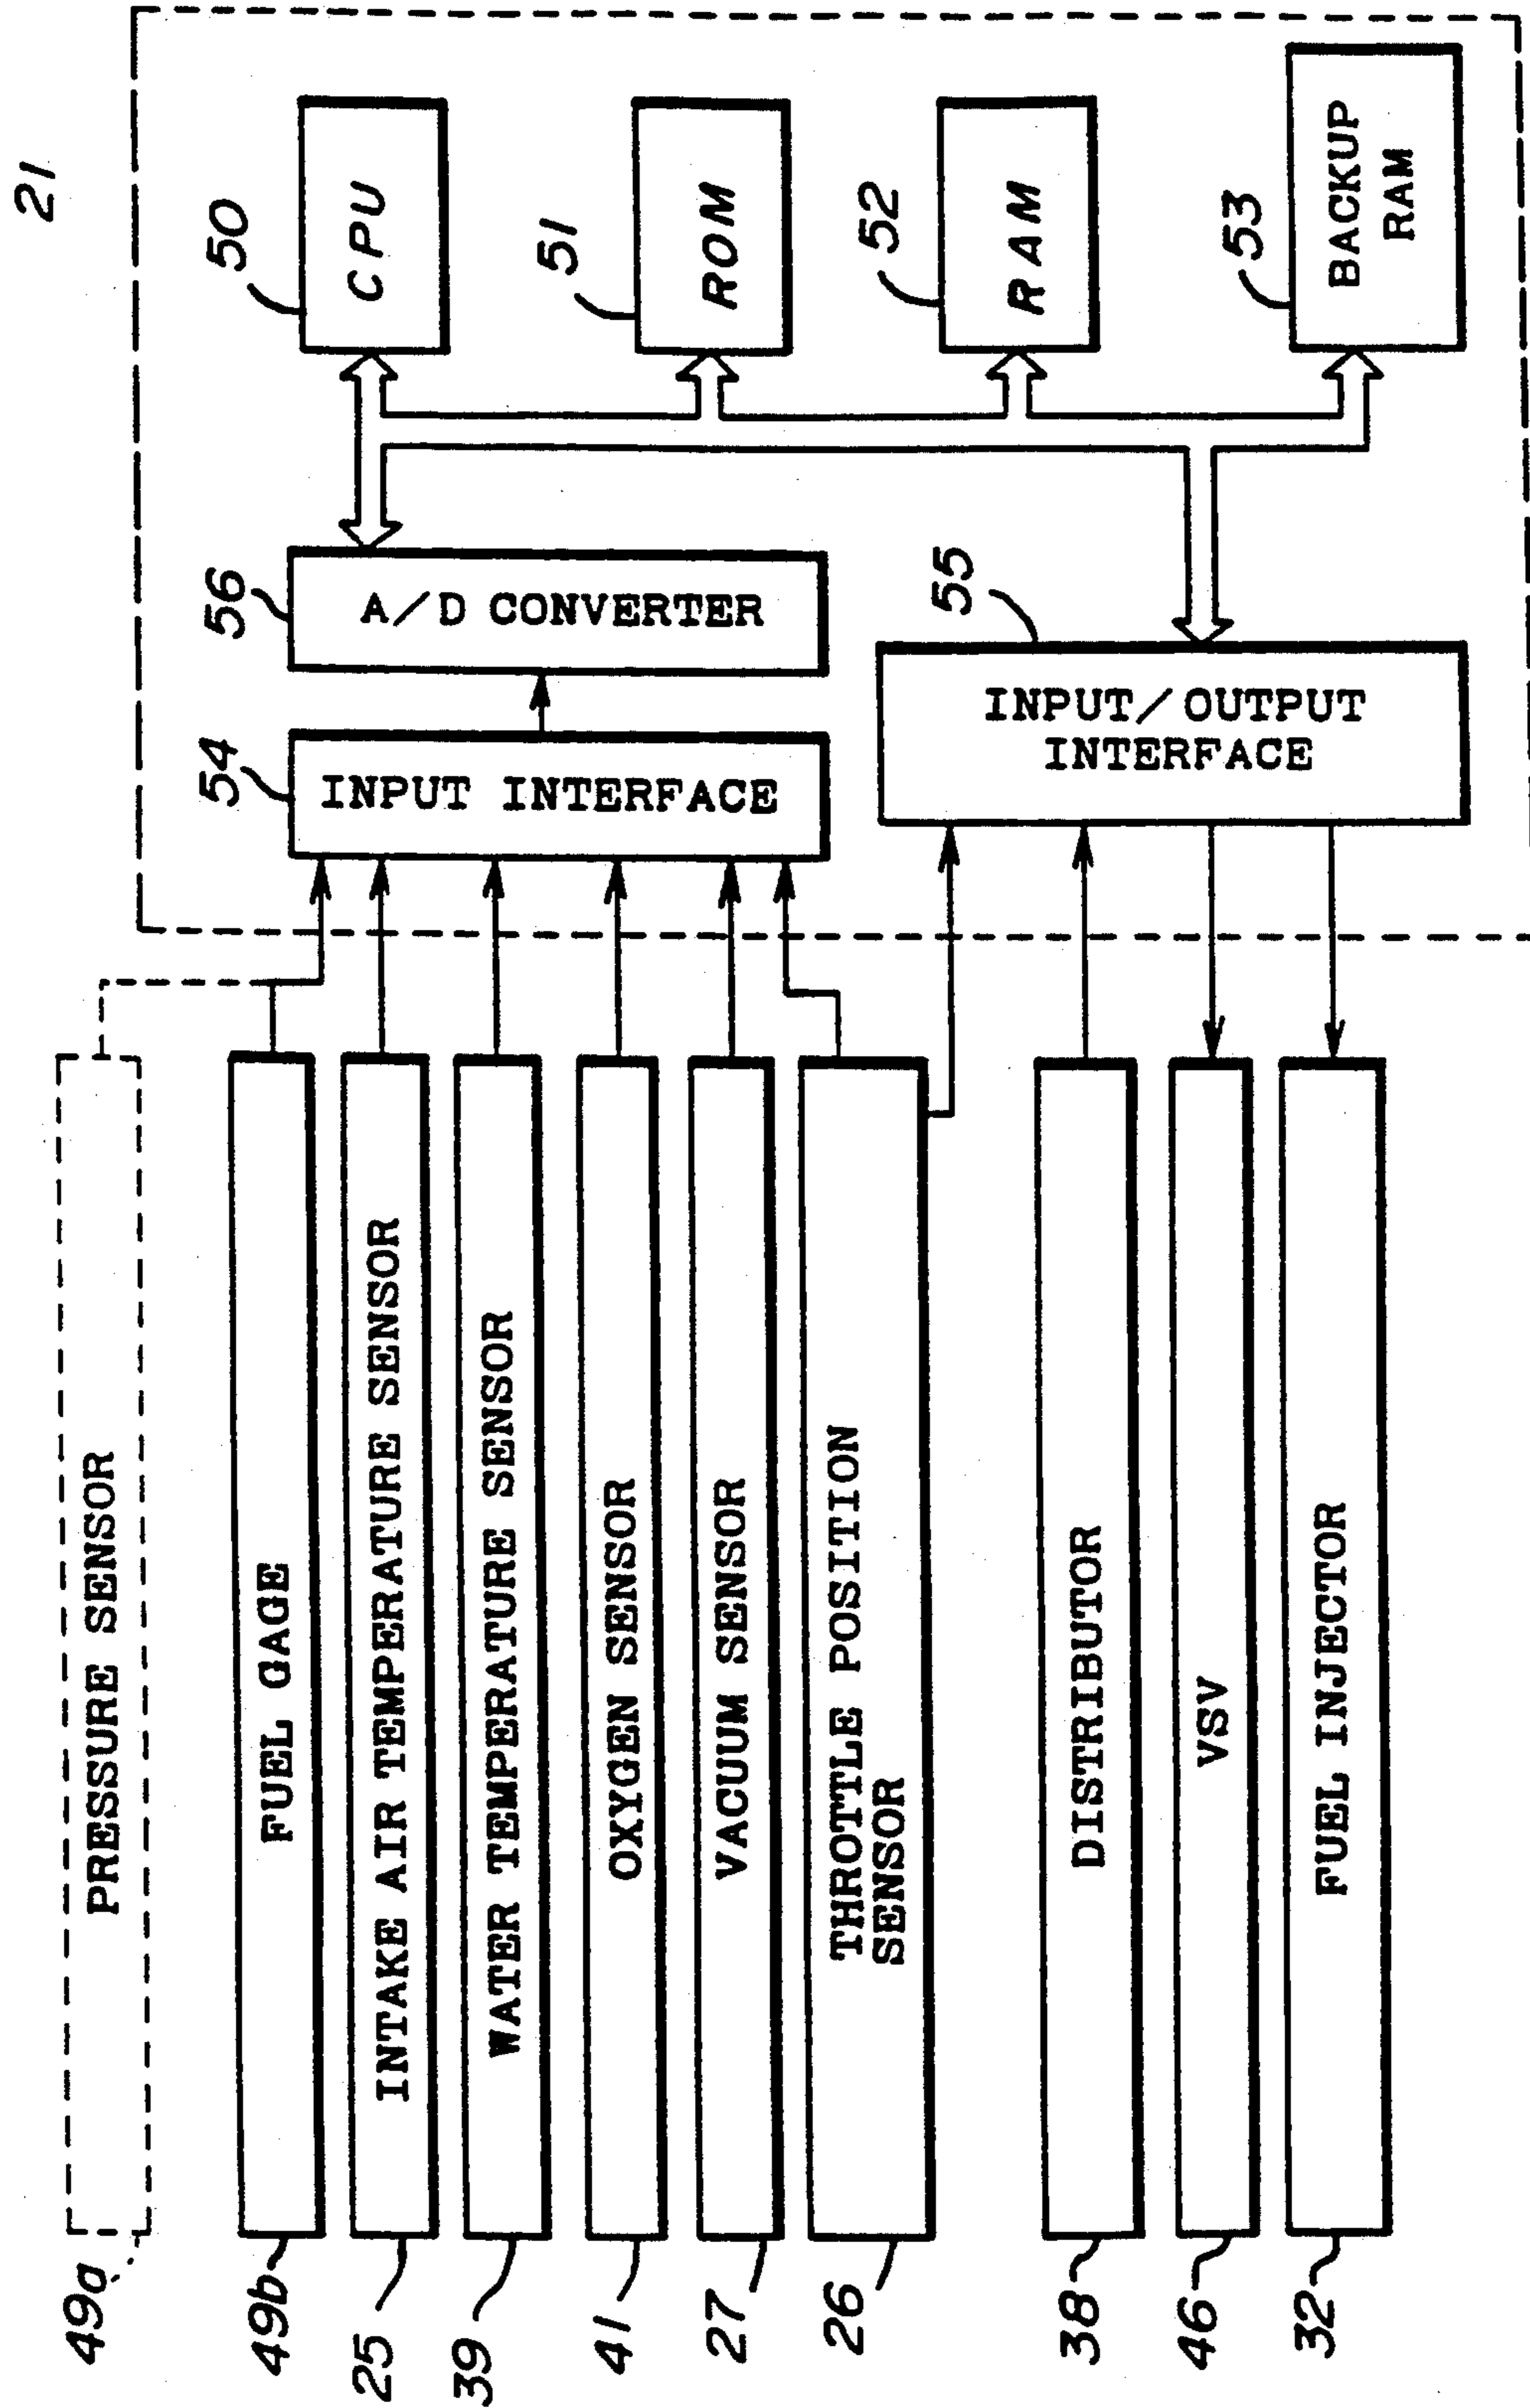 21
49a
PRESSURE SENSOR
49b
FUEL GAGE
25
INTAKE AIR TEMPERATURE SENSOR
39
WATER TEMPERATURE SENSOR
41
OXYGEN SENSOR
27
VACUUM SENSOR
26
THROTTLE POSITION
SENSOR
38
DISTRIBUTOR
46
VSV
32
FUEL INJECTOR
54
INPUT INTERFACE
56
A/D CONVERTER
55
INPUT/OUTPUT
INTERFACE
50
CPU
51
ROM
52
RAM
53
BACKUP
RAM